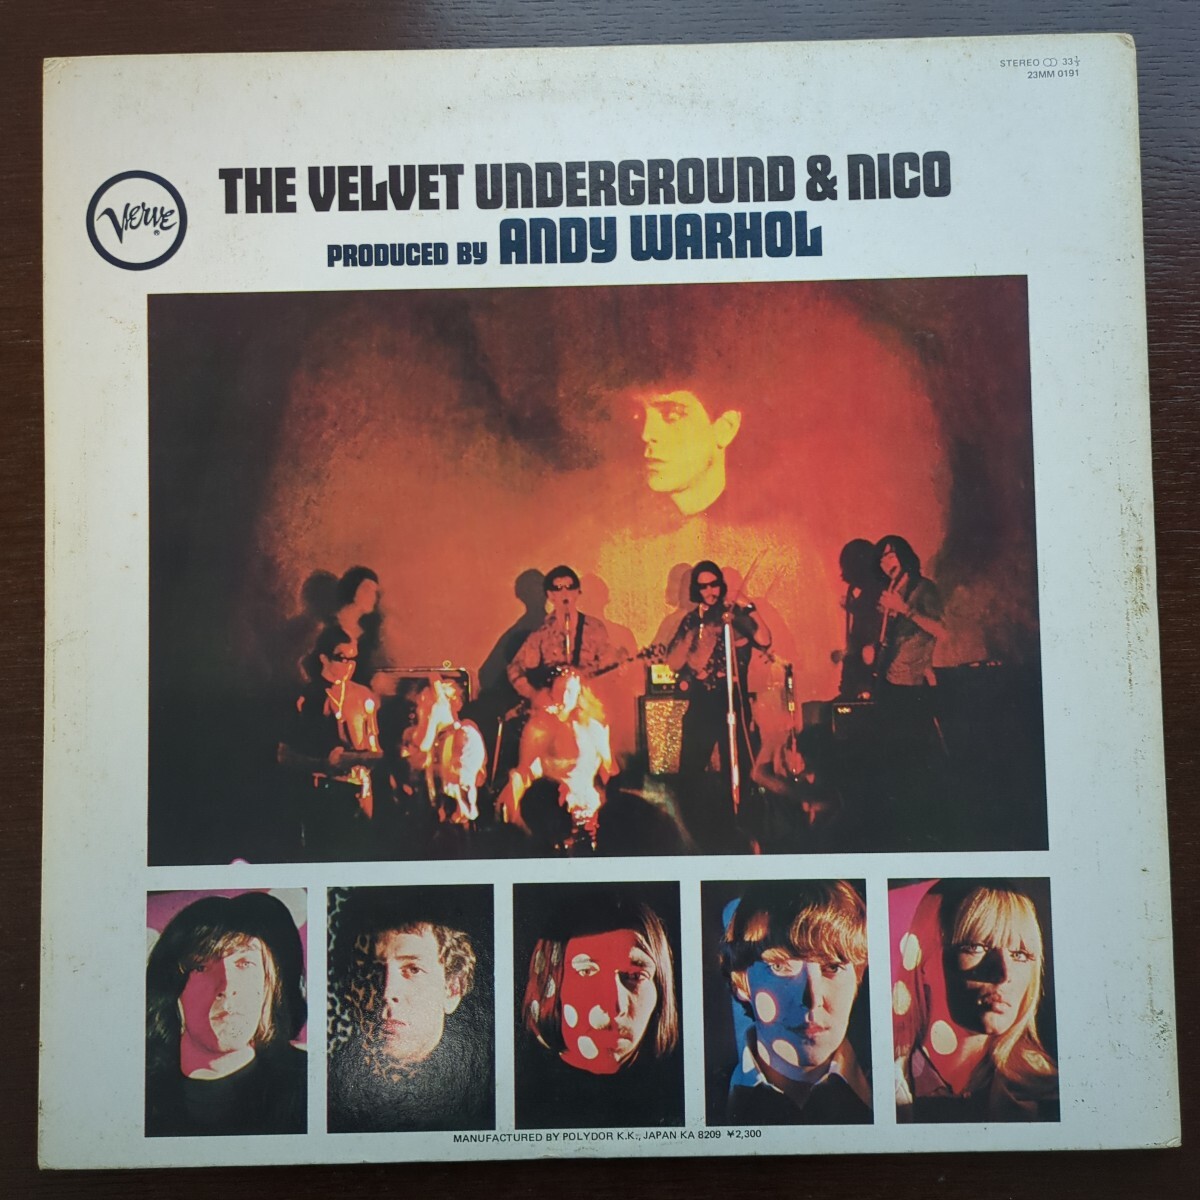 STEREO 33⅓
23MM 0191
THE VELVET UNDERGROUND & NICO
Verve®
PRODUCED BY ANDY WARHOL
MANUFACTURED BY POLYDOR K.K., JAPAN KA 8209 ¥2,300